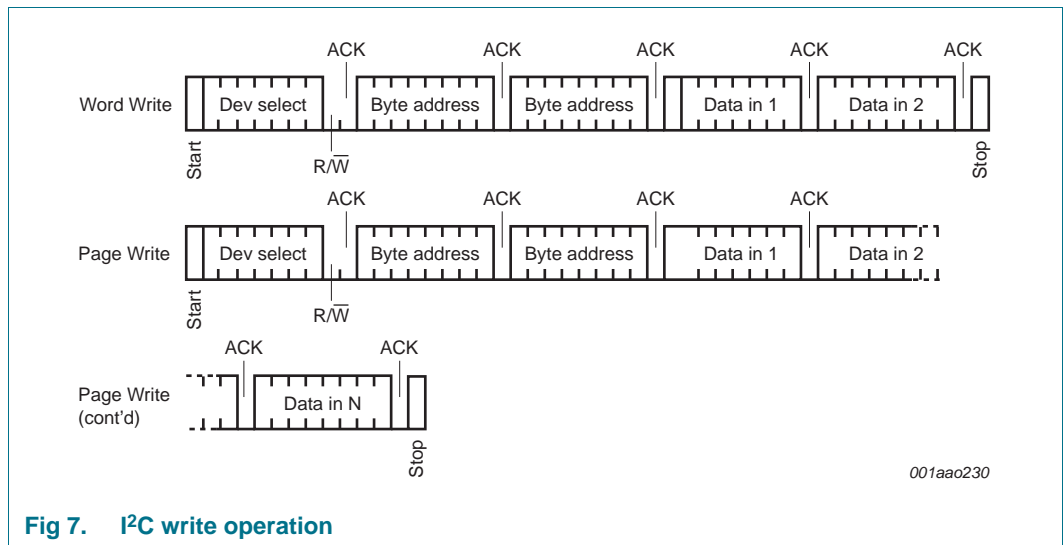 ACK ACK ACK ACK ACK
Word Write Dev select Byte address Byte address Data in 1 Data in 2
Start R/W̅ Stop
ACK ACK ACK ACK
Page Write Dev select Byte address Byte address Data in 1 Data in 2
Start R/W̅
ACK ACK
Page Write
(cont'd)
Data in N
Stop
001aao230
Fig 7. I²C write operation